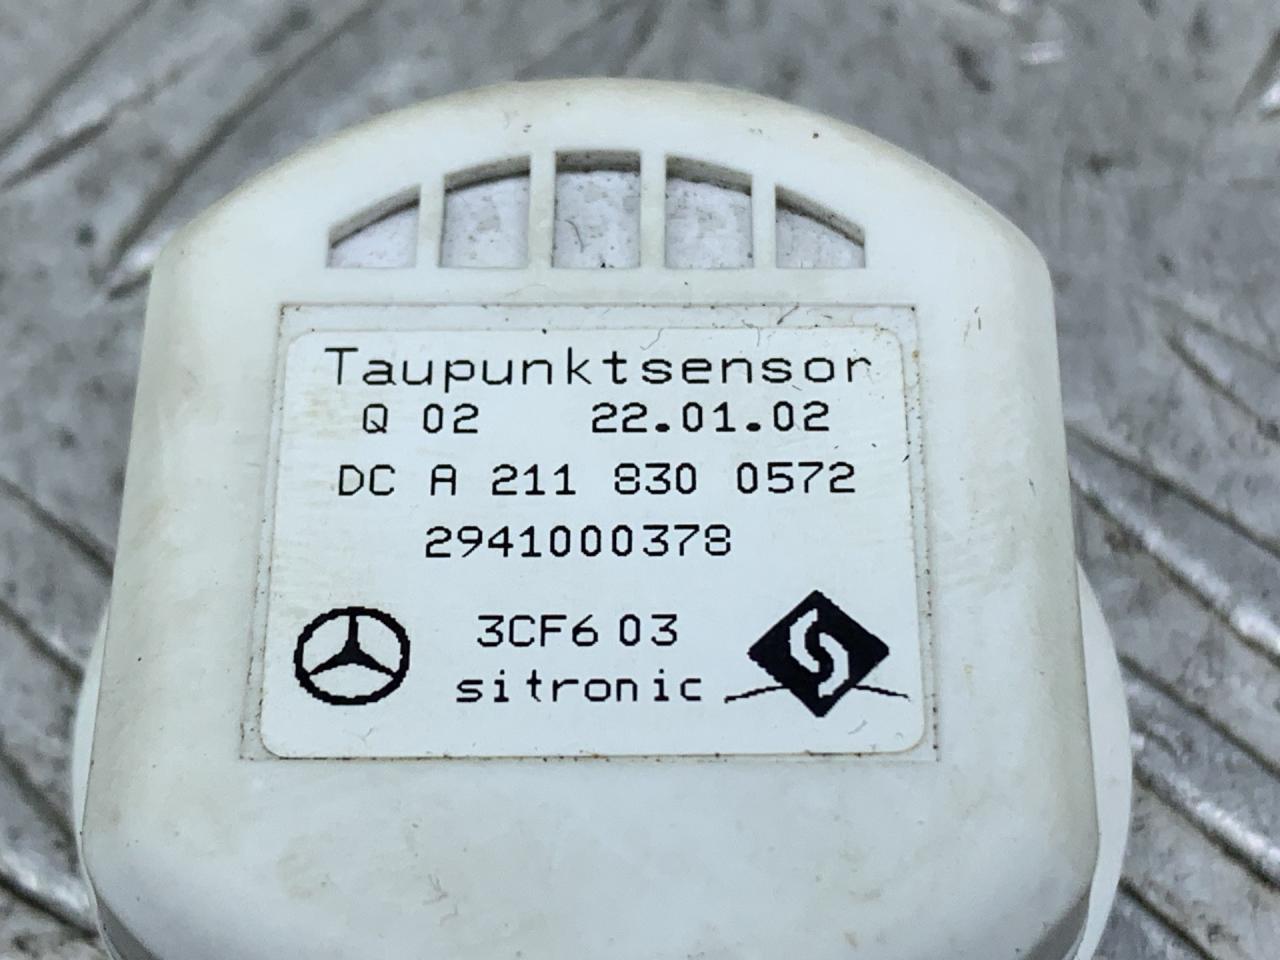 Taupunktsensor
Q 02 22.01.02
DC A 211 830 0572
2941000378
3CF6 03
sitronic